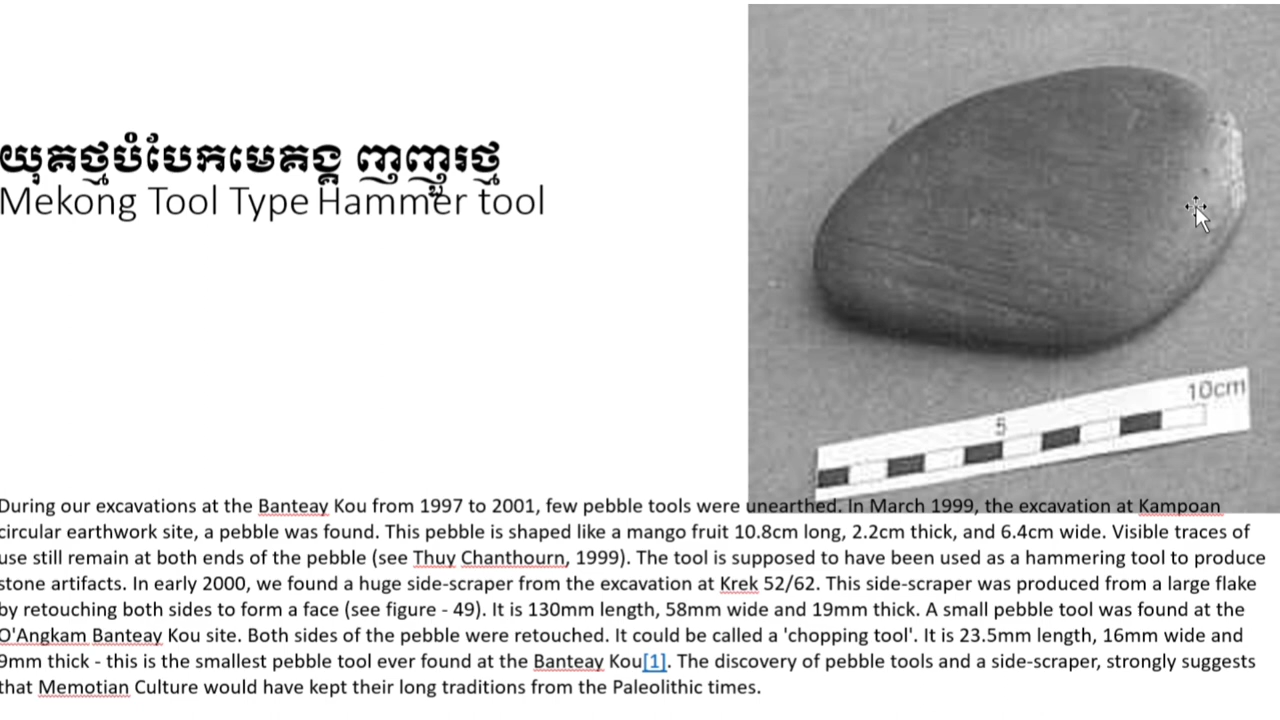 យុគថ្មបំបែកមេគង្គ ញញួរថ្ម
Mekong Tool Type Hammer tool
10cm
5
During our excavations at the Banteay Kou from 1997 to 2001, few pebble tools were unearthed. In March 1999, the excavation at Kampoan
circular earthwork site, a pebble was found. This pebble is shaped like a mango fruit 10.8cm long, 2.2cm thick, and 6.4cm wide. Visible traces of
use still remain at both ends of the pebble (see Thuy Chanthourn, 1999). The tool is supposed to have been used as a hammering tool to produce
stone artifacts. In early 2000, we found a huge side-scraper from the excavation at Krek 52/62. This side-scraper was produced from a large flake
by retouching both sides to form a face (see figure - 49). It is 130mm length, 58mm wide and 19mm thick. A small pebble tool was found at the
O'Angkam Banteay Kou site. Both sides of the pebble were retouched. It could be called a 'chopping tool'. It is 23.5mm length, 16mm wide and
9mm thick - this is the smallest pebble tool ever found at the Banteay Kou[1]. The discovery of pebble tools and a side-scraper, strongly suggests
that Memotian Culture would have kept their long traditions from the Paleolithic times.